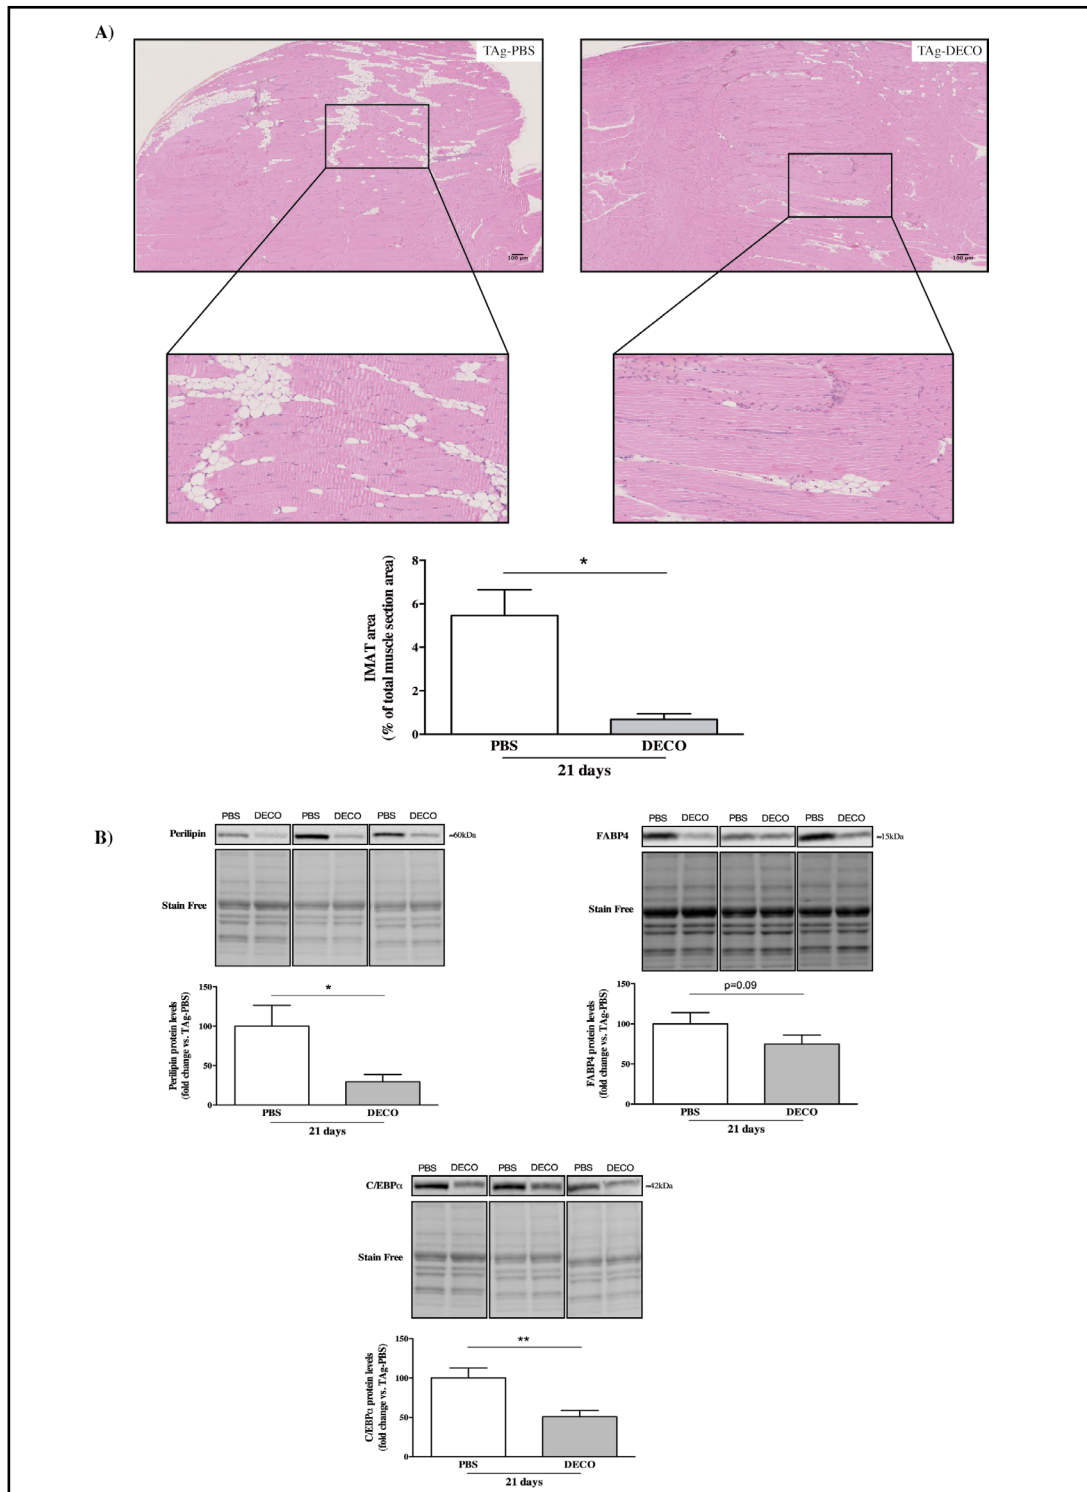 A)
TAg-PBS
TAg-DECO
100 µm
100 µm
IMAT area
(% of total muscle section area)
8
6
4
2
0
*
PBS
DECO
21 days
B)
PBS DECO PBS DECO PBS DECO
Perilipin
~60kDa
Stain Free
Perilipin protein levels
(fold change vs. TAg-PBS)
150
100
50
0
*
PBS
DECO
21 days
PBS DECO PBS DECO PBS DECO
FABP4
~15kDa
Stain Free
FABP4 protein levels
(fold change vs. TAg-PBS)
150
100
50
0
p=0.09
PBS
DECO
21 days
PBS DECO PBS DECO PBS DECO
C/EBPα
~42kDa
Stain Free
C/EBPα protein levels
(fold change vs. TAg-PBS)
150
100
50
0
**
PBS
DECO
21 days